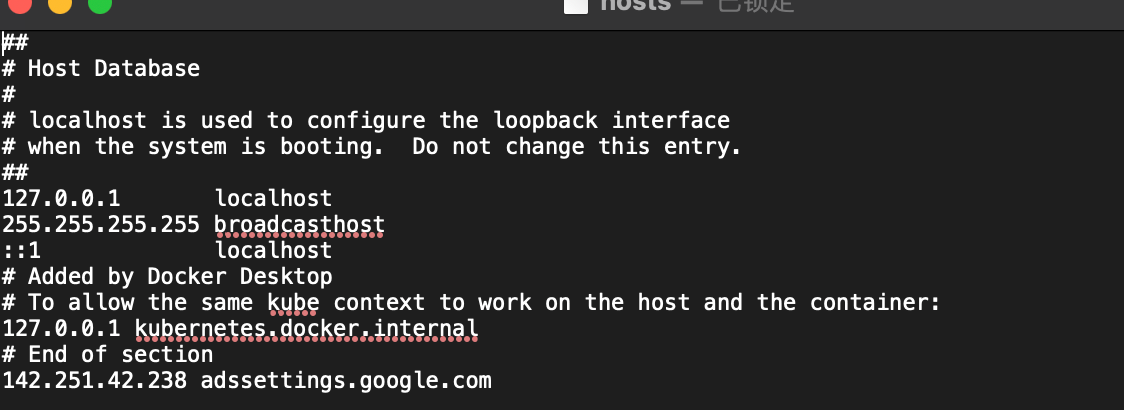 hosts — 已锁定
##
# Host Database
#
# localhost is used to configure the loopback interface
# when the system is booting.  Do not change this entry.
##
127.0.0.1       localhost
255.255.255.255 broadcasthost
::1             localhost
# Added by Docker Desktop
# To allow the same kube context to work on the host and the container:
127.0.0.1 kubernetes.docker.internal
# End of section
142.251.42.238 adssettings.google.com